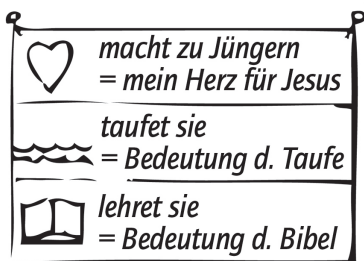 macht zu Jüngern
= mein Herz für Jesus
taufet sie
= Bedeutung d. Taufe
lehret sie
= Bedeutung d. Bibel